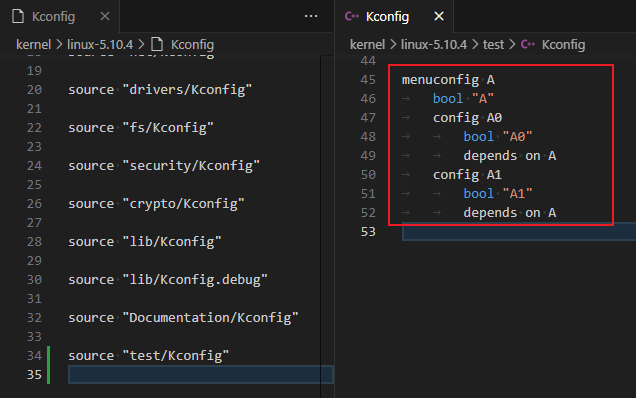 Kconfig
kernel > linux-5.10.4 > Kconfig
19
20 source "drivers/Kconfig"
21
22 source "fs/Kconfig"
23
24 source "security/Kconfig"
25
26 source "crypto/Kconfig"
27
28 source "lib/Kconfig"
29
30 source "lib/Kconfig.debug"
31
32 source "Documentation/Kconfig"
33
34 source "test/Kconfig"
35
Kconfig
kernel > linux-5.10.4 > test > Kconfig
44
45 menuconfig A
46 bool "A"
47 config A0
48 bool "A0"
49 depends on A
50 config A1
51 bool "A1"
52 depends on A
53